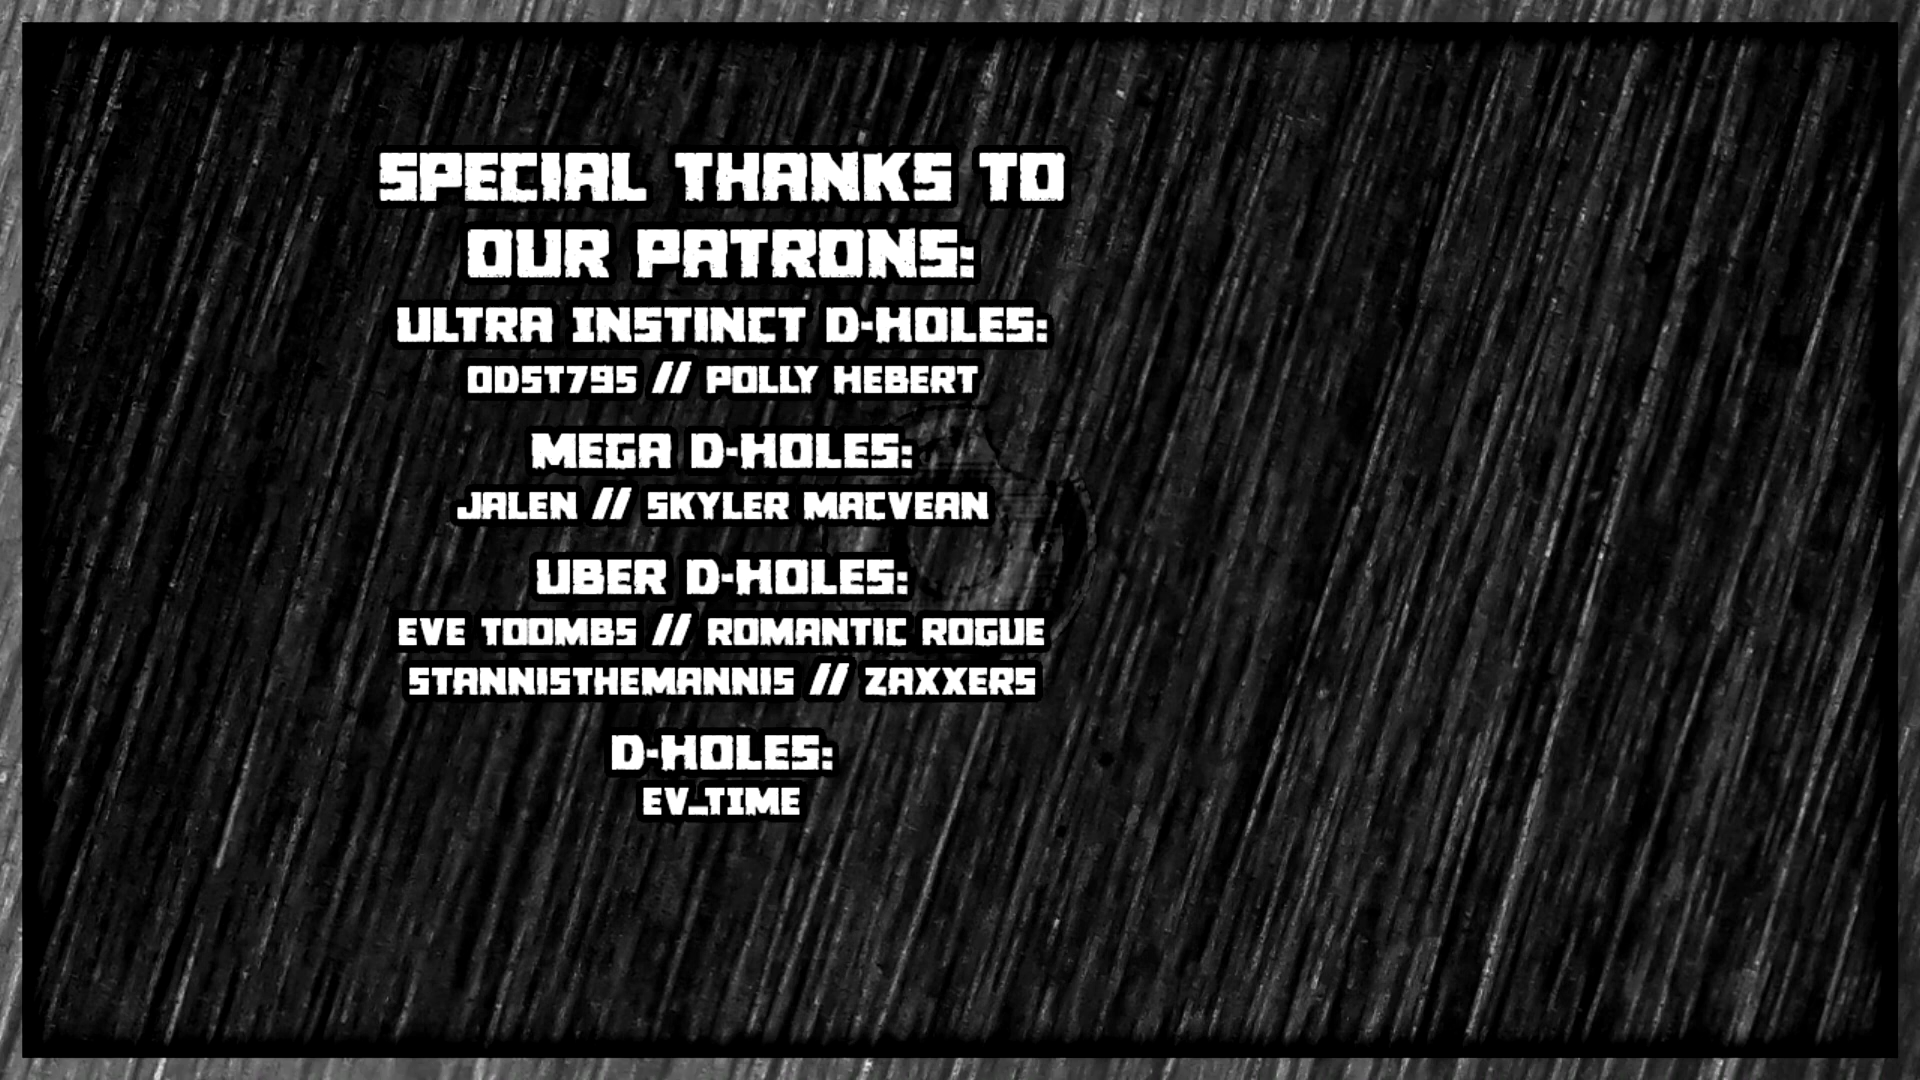 SPECIAL THANKS TO
OUR PATRONS:
ULTRA INSTINCT D-HOLES:
ODST795 // POLLY HEBERT
MEGA D-HOLES:
JALEN // SKYLER MACVEAN
UBER D-HOLES:
EVE TOOMBS // ROMANTIC ROGUE
STANNISTHEMANNIS // ZAXXERS
D-HOLES:
EV_TIME